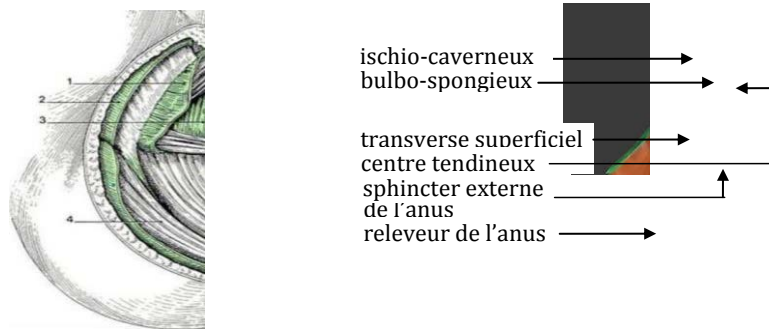 1
2
3
4
ischio-caverneux
bulbo-spongieux
transverse superficiel
centre tendineux
sphincter externe
de l'anus
releveur de l'anus